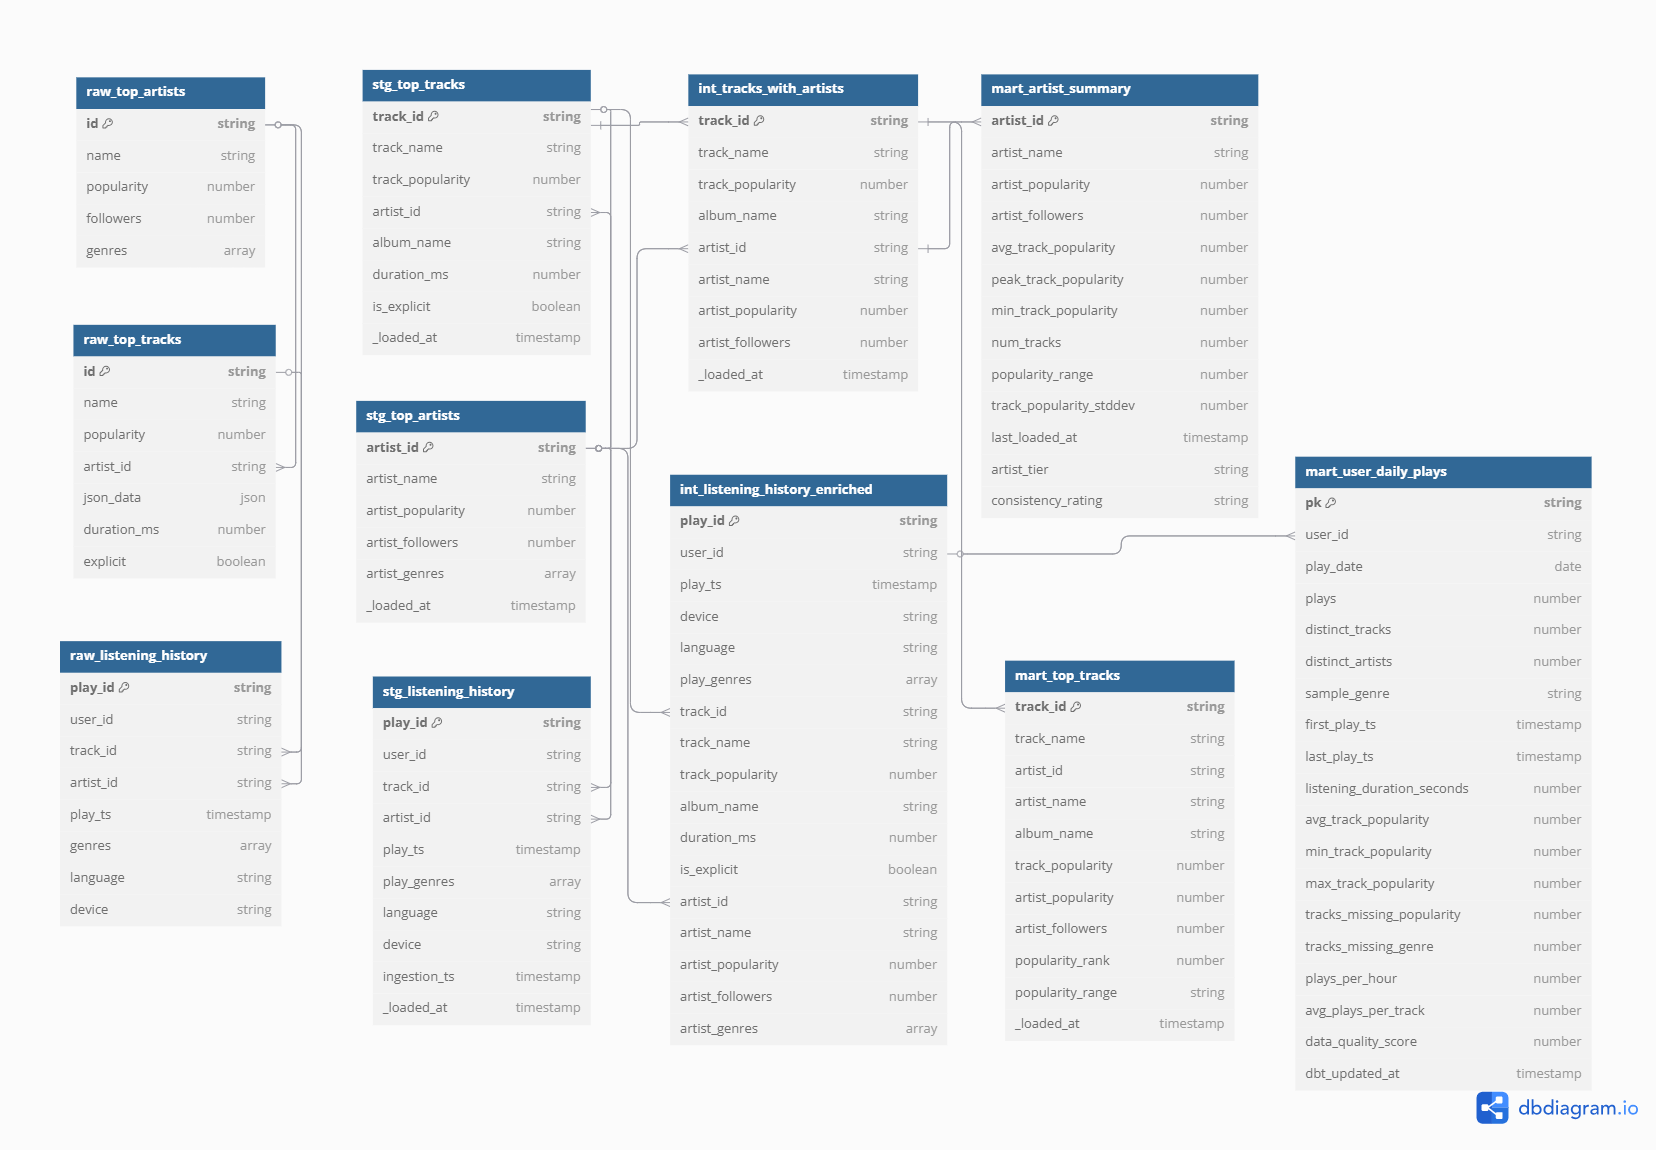 raw_top_artists
id string
name string
popularity number
followers number
genres array
raw_top_tracks
id string
name string
popularity number
artist_id string
json_data json
duration_ms number
explicit boolean
raw_listening_history
play_id string
user_id string
track_id string
artist_id string
play_ts timestamp
genres array
language string
device string
stg_top_tracks
track_id string
track_name string
track_popularity number
artist_id string
album_name string
duration_ms number
is_explicit boolean
_loaded_at timestamp
stg_top_artists
artist_id string
artist_name string
artist_popularity number
artist_followers number
artist_genres array
_loaded_at timestamp
stg_listening_history
play_id string
user_id string
track_id string
artist_id string
play_ts timestamp
play_genres array
language string
device string
ingestion_ts timestamp
_loaded_at timestamp
int_tracks_with_artists
track_id string
track_name string
track_popularity number
album_name string
artist_id string
artist_name string
artist_popularity number
artist_followers number
_loaded_at timestamp
int_listening_history_enriched
play_id string
user_id string
play_ts timestamp
device string
language string
play_genres array
track_id string
track_name string
track_popularity number
album_name string
duration_ms number
is_explicit boolean
artist_id string
artist_name string
artist_popularity number
artist_followers number
artist_genres array
mart_artist_summary
artist_id string
artist_name string
artist_popularity number
artist_followers number
avg_track_popularity number
peak_track_popularity number
min_track_popularity number
num_tracks number
popularity_range number
track_popularity_stddev number
last_loaded_at timestamp
artist_tier string
consistency_rating string
mart_top_tracks
track_id string
track_name string
artist_id string
artist_name string
album_name string
track_popularity number
artist_popularity number
artist_followers number
popularity_rank number
popularity_range string
_loaded_at timestamp
mart_user_daily_plays
pk string
user_id string
play_date date
plays number
distinct_tracks number
distinct_artists number
sample_genre string
first_play_ts timestamp
last_play_ts timestamp
listening_duration_seconds number
avg_track_popularity number
min_track_popularity number
max_track_popularity number
tracks_missing_popularity number
tracks_missing_genre number
plays_per_hour number
avg_plays_per_track number
data_quality_score number
dbt_updated_at timestamp
dbdiagram.io